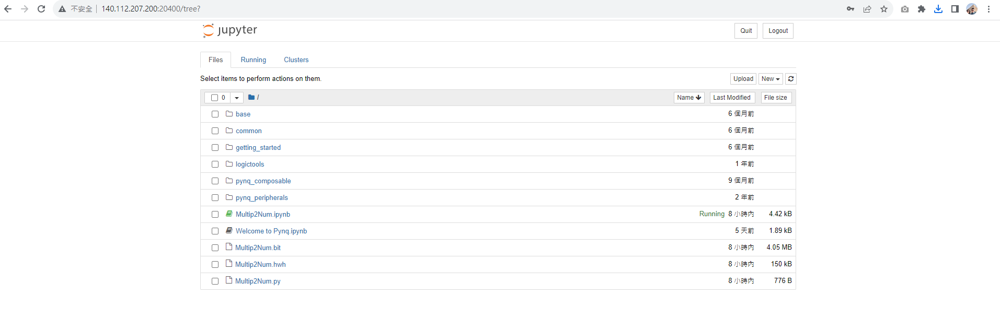 不安全 140.112.207.200:20400/tree?
jupyter
Quit Logout
Files Running Clusters
Select items to perform actions on them.
Upload New
0 / Name Last Modified File size
base 6 個月前
common 6 個月前
getting_started 6 個月前
logictools 1 年前
pynq_composable 9 個月前
pynq_peripherals 2 年前
Multip2Num.ipynb Running 8 小時內 4.42 kB
Welcome to Pynq.ipynb 5 天前 1.89 kB
Multip2Num.bit 8 小時內 4.05 MB
Multip2Num.hwh 8 小時內 150 kB
Multip2Num.py 8 小時內 776 B